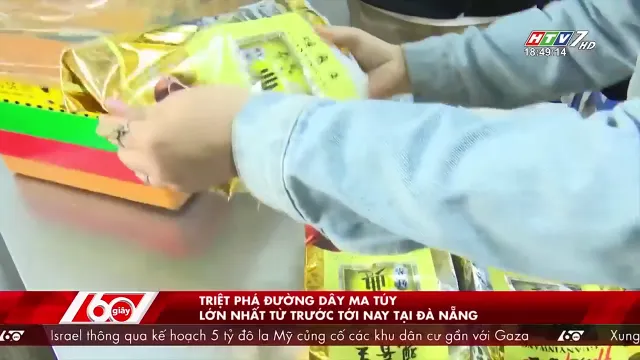 HTV7 HD
18:49:14
60 giây
TRIỆT PHÁ ĐƯỜNG DÂY MA TÚY
LỚN NHẤT TỪ TRƯỚC TỚI NAY TẠI ĐÀ NẴNG
Israel thông qua kế hoạch 5 tỷ đô la Mỹ củng cố các khu dân cư gần với Gaza
60
Xung